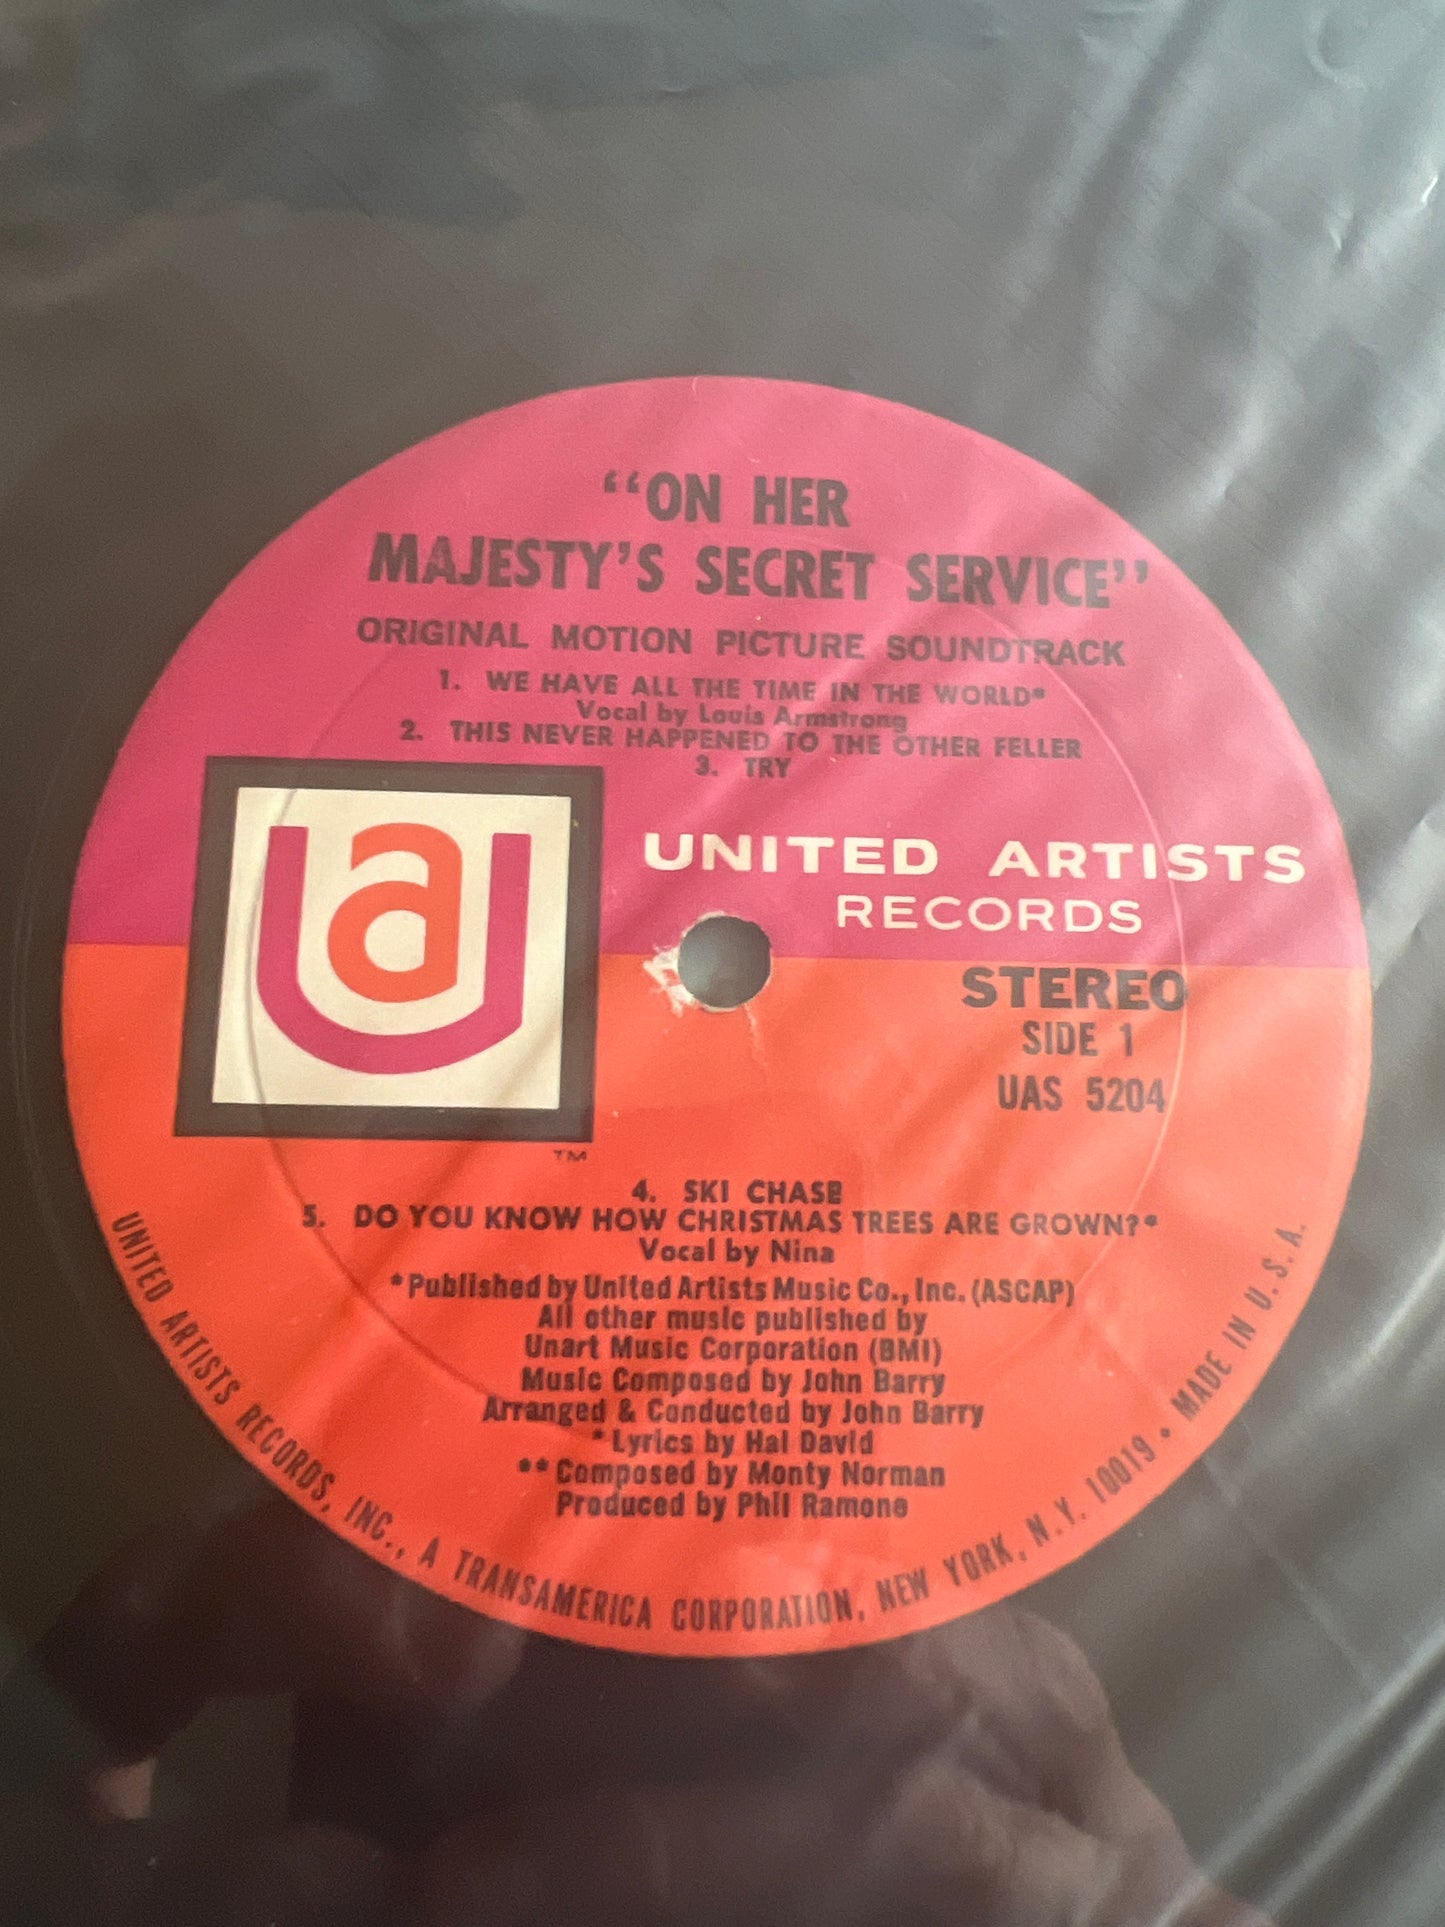 “ON HER
MAJESTY’S SECRET SERVICE”
ORIGINAL MOTION PICTURE SOUNDTRACK
1. WE HAVE ALL THE TIME IN THE WORLD*
Vocal by Louis Armstrong
2. THIS NEVER HAPPENED TO THE OTHER FELLER
3. TRY
ua
UNITED ARTISTS
RECORDS
STEREO
SIDE 1
UAS 5204
TM
4. SKI CHASE
5. DO YOU KNOW HOW CHRISTMAS TREES ARE GROWN?*
Vocal by Nina
*Published by United Artists Music Co., Inc. (ASCAP)
All other music published by
Unart Music Corporation (BMI)
Music Composed by John Barry
Arranged & Conducted by John Barry
*Lyrics by Hal David
**Composed by Monty Norman
Produced by Phil Ramone
UNITED ARTISTS RECORDS, INC., A TRANSAMERICA CORPORATION, NEW YORK, N.Y. 10019 • MADE IN U.S.A.